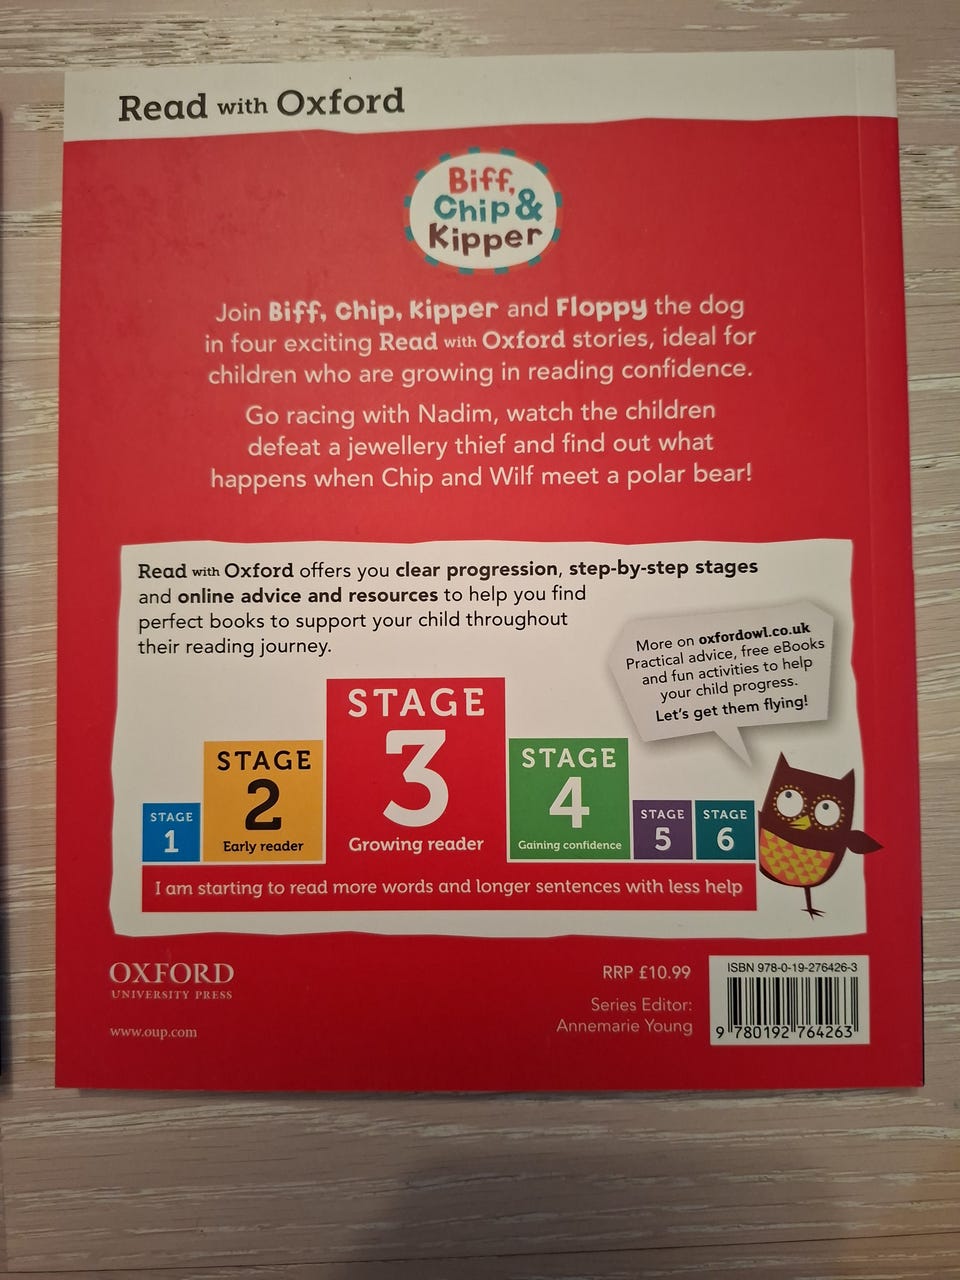 Read with Oxford
Biff,
Chip &
Kipper
Join Biff, Chip, Kipper and Floppy the dog
in four exciting Read with Oxford stories, ideal for
children who are growing in reading confidence.
Go racing with Nadim, watch the children
defeat a jewellery thief and find out what
happens when Chip and Wilf meet a polar bear!
Read with Oxford offers you clear progression, step-by-step stages
and online advice and resources to help you find
perfect books to support your child throughout
their reading journey.
More on oxfordowl.co.uk
Practical advice, free eBooks
and fun activities to help
your child progress.
Let's get them flying!
STAGE
1
STAGE
2
Early reader
STAGE
3
Growing reader
STAGE
4
Gaining confidence
STAGE
5
STAGE
6
I am starting to read more words and longer sentences with less help
OXFORD
UNIVERSITY PRESS
www.oup.com
RRP £10.99
Series Editor:
Annemarie Young
ISBN 978-0-19-276426-3
9 780192 764263